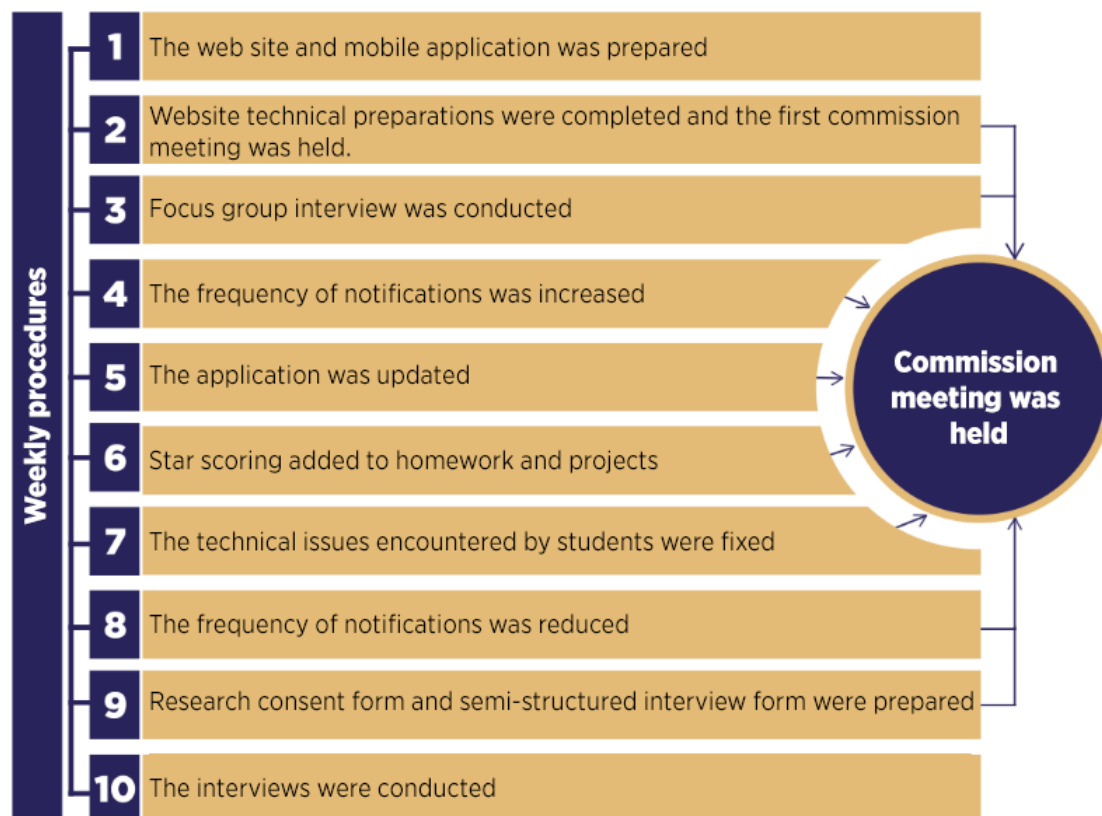 Weekly procedures
1
The web site and mobile application was prepared
2
Website technical preparations were completed and the first commission
meeting was held.
3
Focus group interview was conducted
4
The frequency of notifications was increased
5
The application was updated
6
Star scoring added to homework and projects
7
The technical issues encountered by students were fixed
8
The frequency of notifications was reduced
9
Research consent form and semi-structured interview form were prepared
10
The interviews were conducted
Commission
meeting was
held